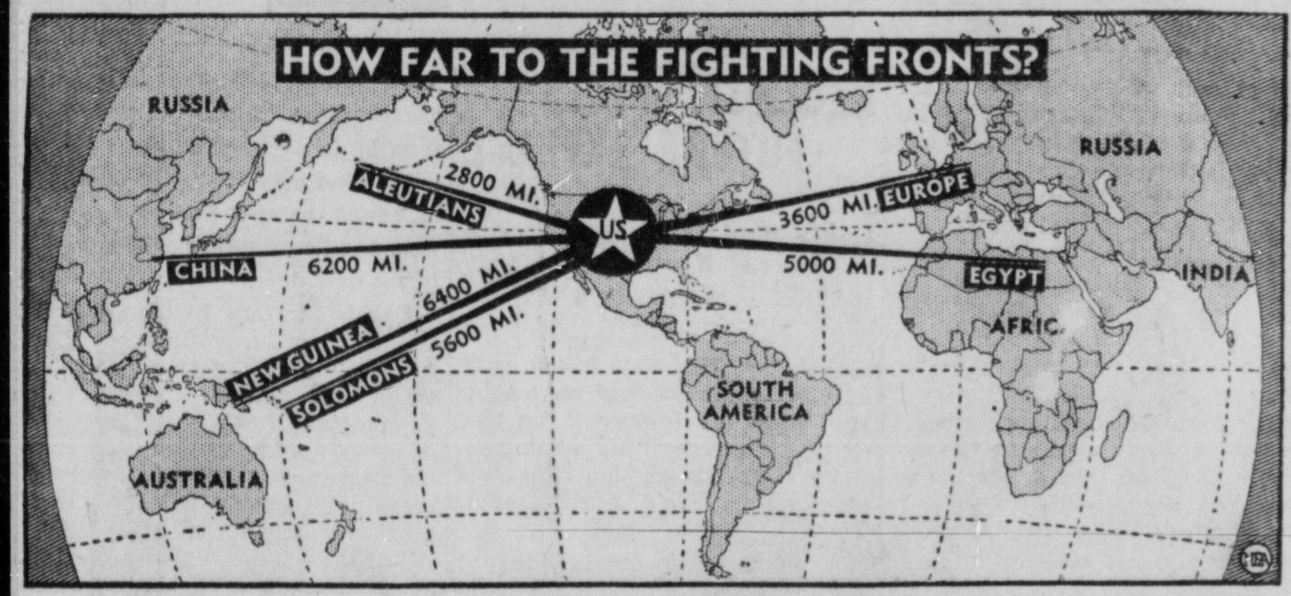 HOW FAR TO THE FIGHTING FRONTS?
RUSSIA
RUSSIA
2800 MI.
ALEUTIANS
3600 MI.
EUROPE
US
CHINA
6200 MI.
5000 MI.
EGYPT
INDIA
6400 MI.
NEW GUINEA
5600 MI.
SOLOMONS
AFRIC
SOUTH
AMERICA
AUSTRALIA